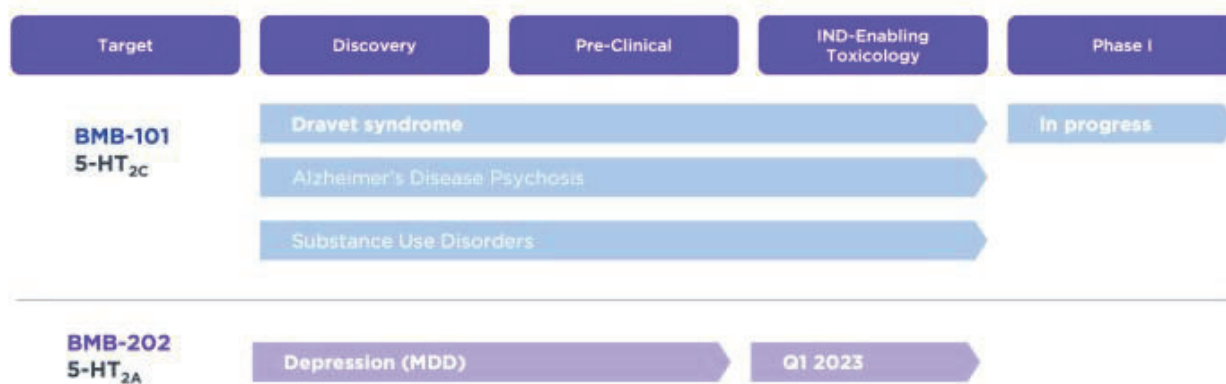 Target
Discovery
Pre-Clinical
IND-Enabling
Toxicology
Phase I
BMB-101
5-HT2C
Dravet syndrome
In progress
Alzheimer's Disease Psychosis
Substance Use Disorders
BMB-202
5-HT2A
Depression (MDD)
Q1 2023